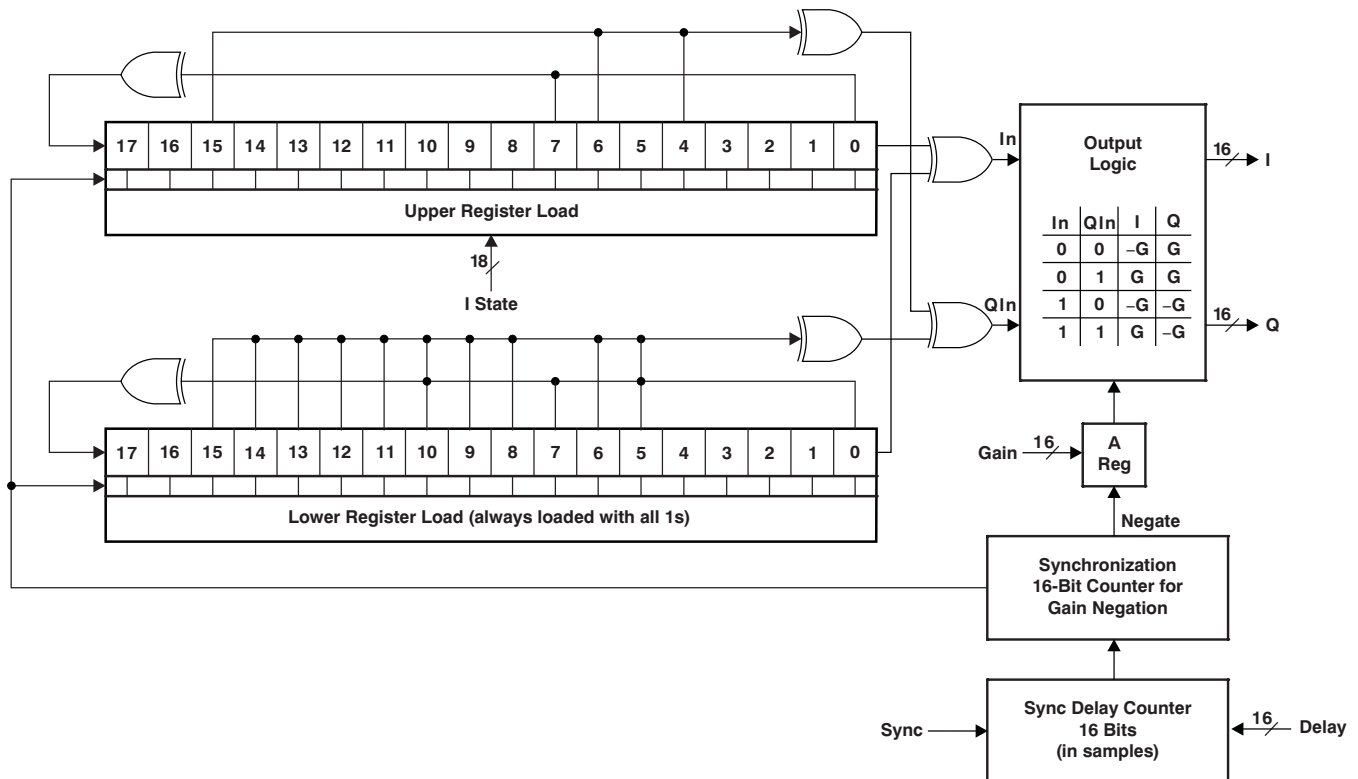 17 16 15 14 13 12 11 10 9 8 7 6 5 4 3 2 1 0
Upper Register Load
18
I State
17 16 15 14 13 12 11 10 9 8 7 6 5 4 3 2 1 0
Lower Register Load (always loaded with all 1s)
In
QIn
Output
Logic
In QIn I Q
0 0 –G G
0 1 G G
1 0 –G –G
1 1 G –G
16 I
16 Q
Gain 16
A
Reg
Negate
Synchronization
16-Bit Counter for
Gain Negation
Sync
Sync Delay Counter
16 Bits
(in samples)
16 Delay